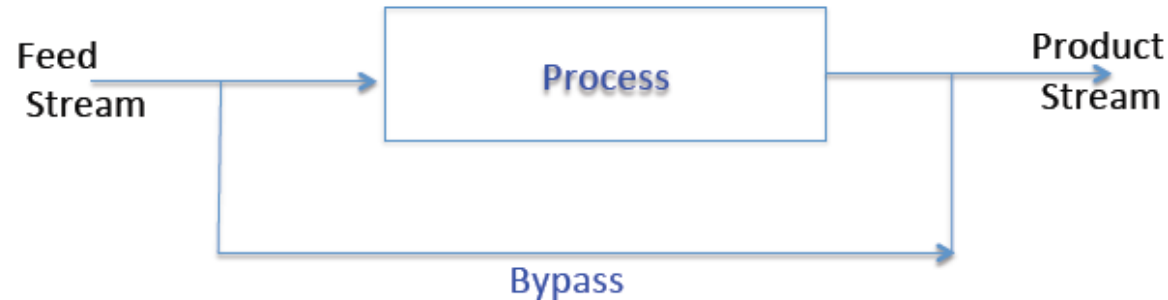 Feed
Stream
Process
Product
Stream
Bypass